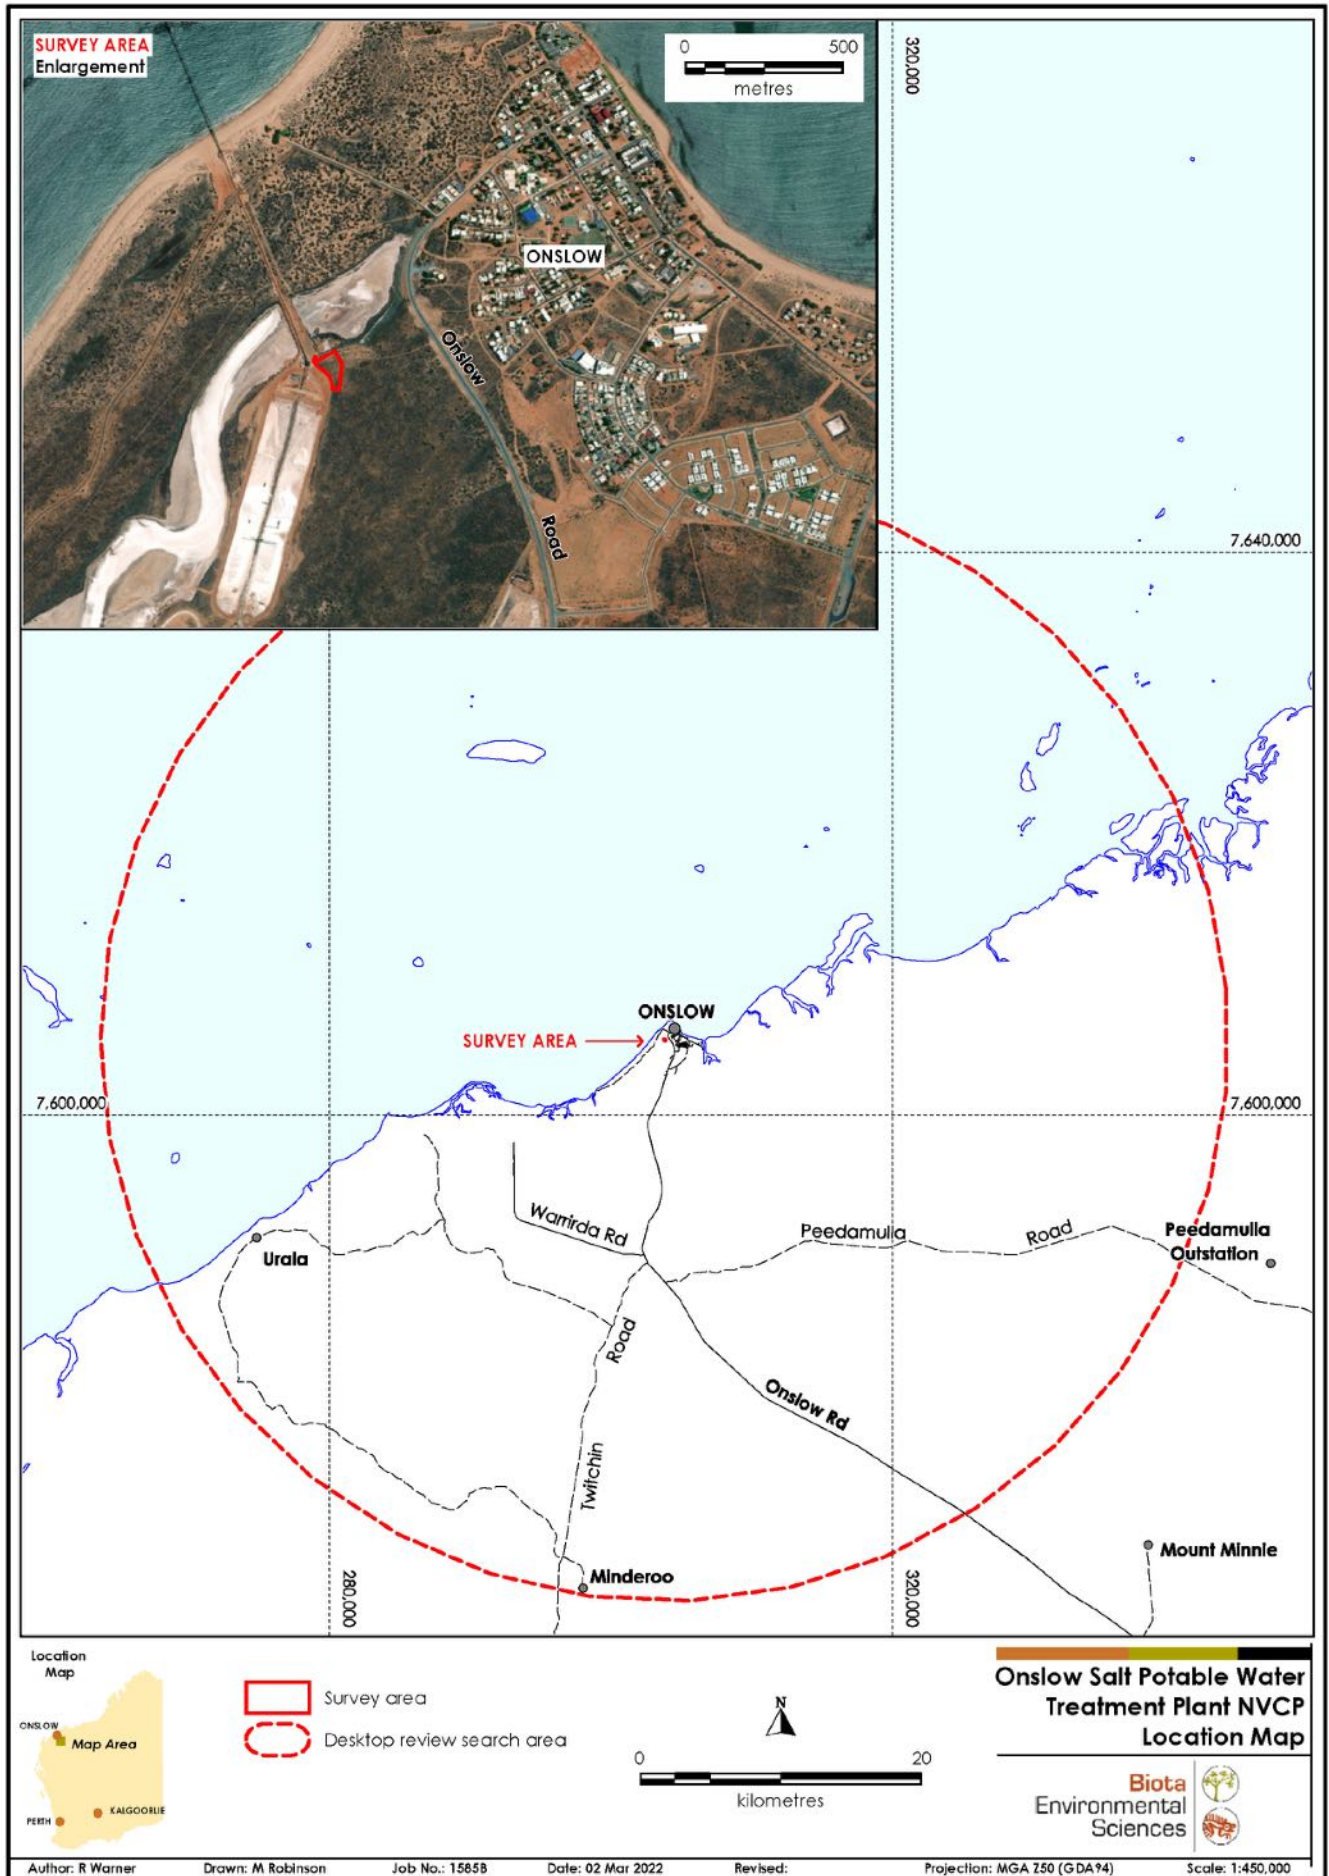 SURVEY AREA
Enlargement
0 500
metres
320,000
ONSLOW
Onslow
Road
7,640,000
ONSLOW
SURVEY AREA
7,600,000
7,600,000
Warrirda Rd
Peedamulla
Road
Peedamulla
Outstation
Urala
Road
Onslow Rd
Twitchin
Mount Minnie
Minderoo
280,000
320,000
Location
Map
ONSLOW
Map Area
KALGOORLIE
PERTH
Survey area
Desktop review search area
N
0 20
kilometres
Onslow Salt Potable Water
Treatment Plant NVCP
Location Map
Biota
Environmental
Sciences
Author: R Warner Drawn: M Robinson Job No.: 1585B Date: 02 Mar 2022 Revised: Projection: MGA Z50 (GDA94) Scale: 1:450,000